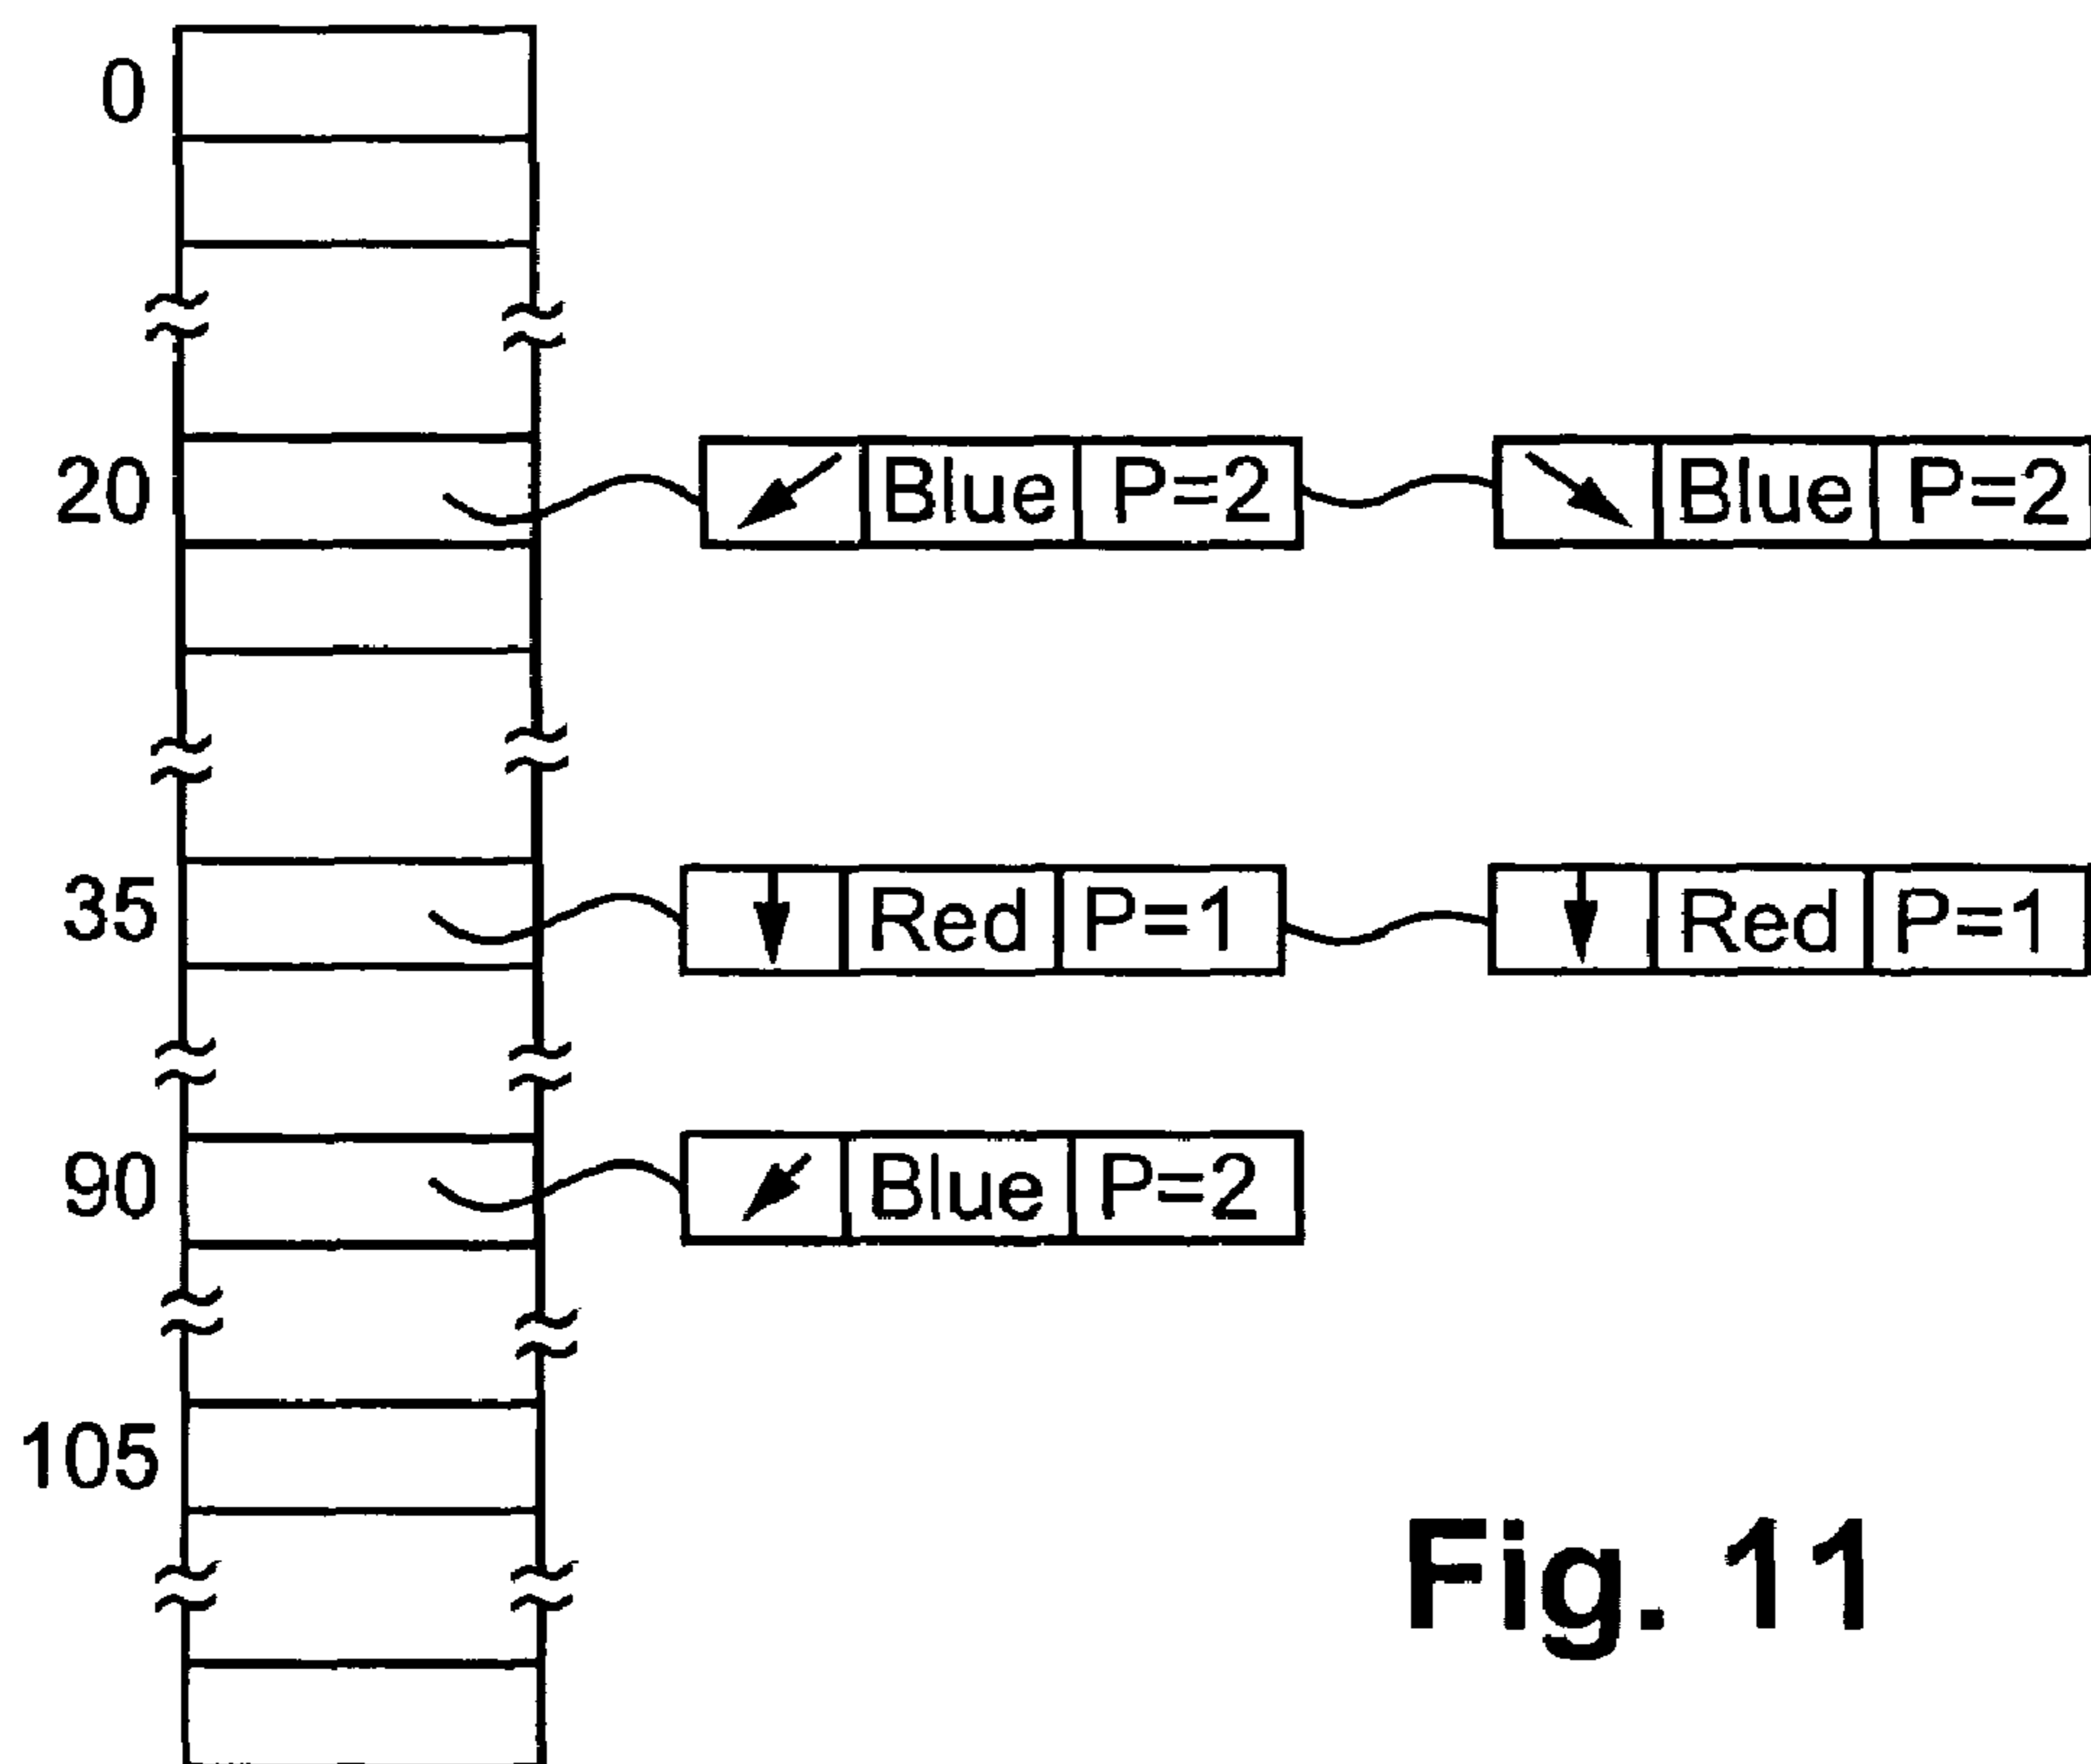 0
20 Blue P=2 Blue P=2
35 Red P=1 Red P=1
90 Blue P=2
105
Fig. 11